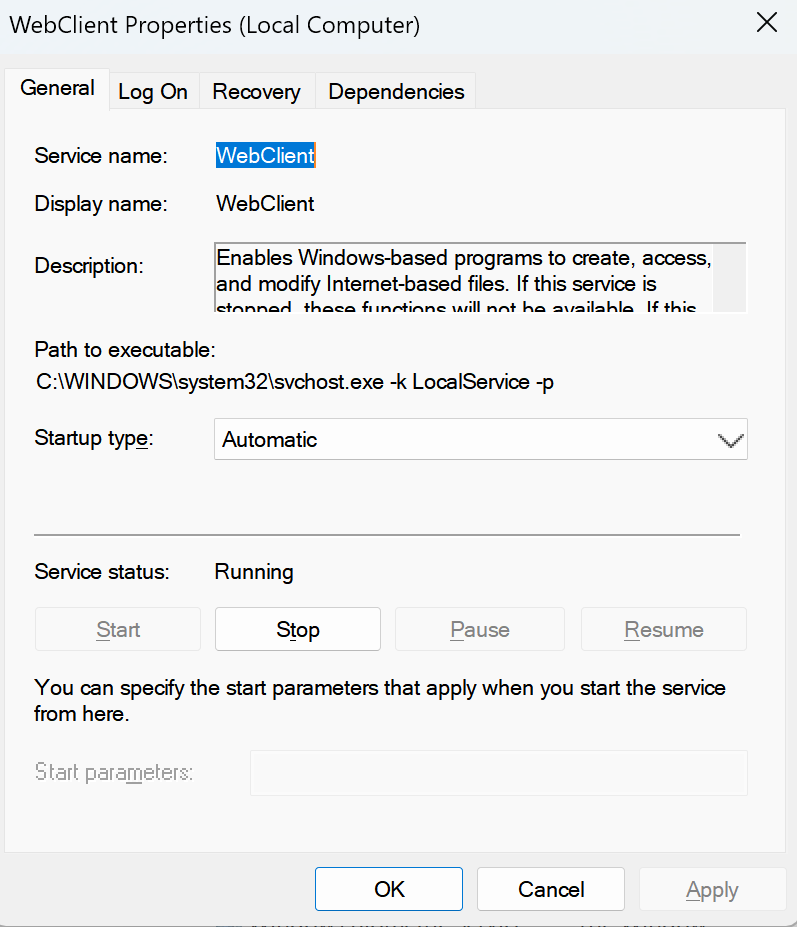 WebClient Properties (Local Computer)
General Log On Recovery Dependencies
Service name: WebClient
Display name: WebClient
Description: Enables Windows-based programs to create, access,
and modify Internet-based files. If this service is
stopped, these functions will not be available. If this
Path to executable:
C:\WINDOWS\system32\svchost.exe -k LocalService -p
Startup type: Automatic
Service status: Running
Start Stop Pause Resume
You can specify the start parameters that apply when you start the service
from here.
Start parameters:
OK Cancel Apply